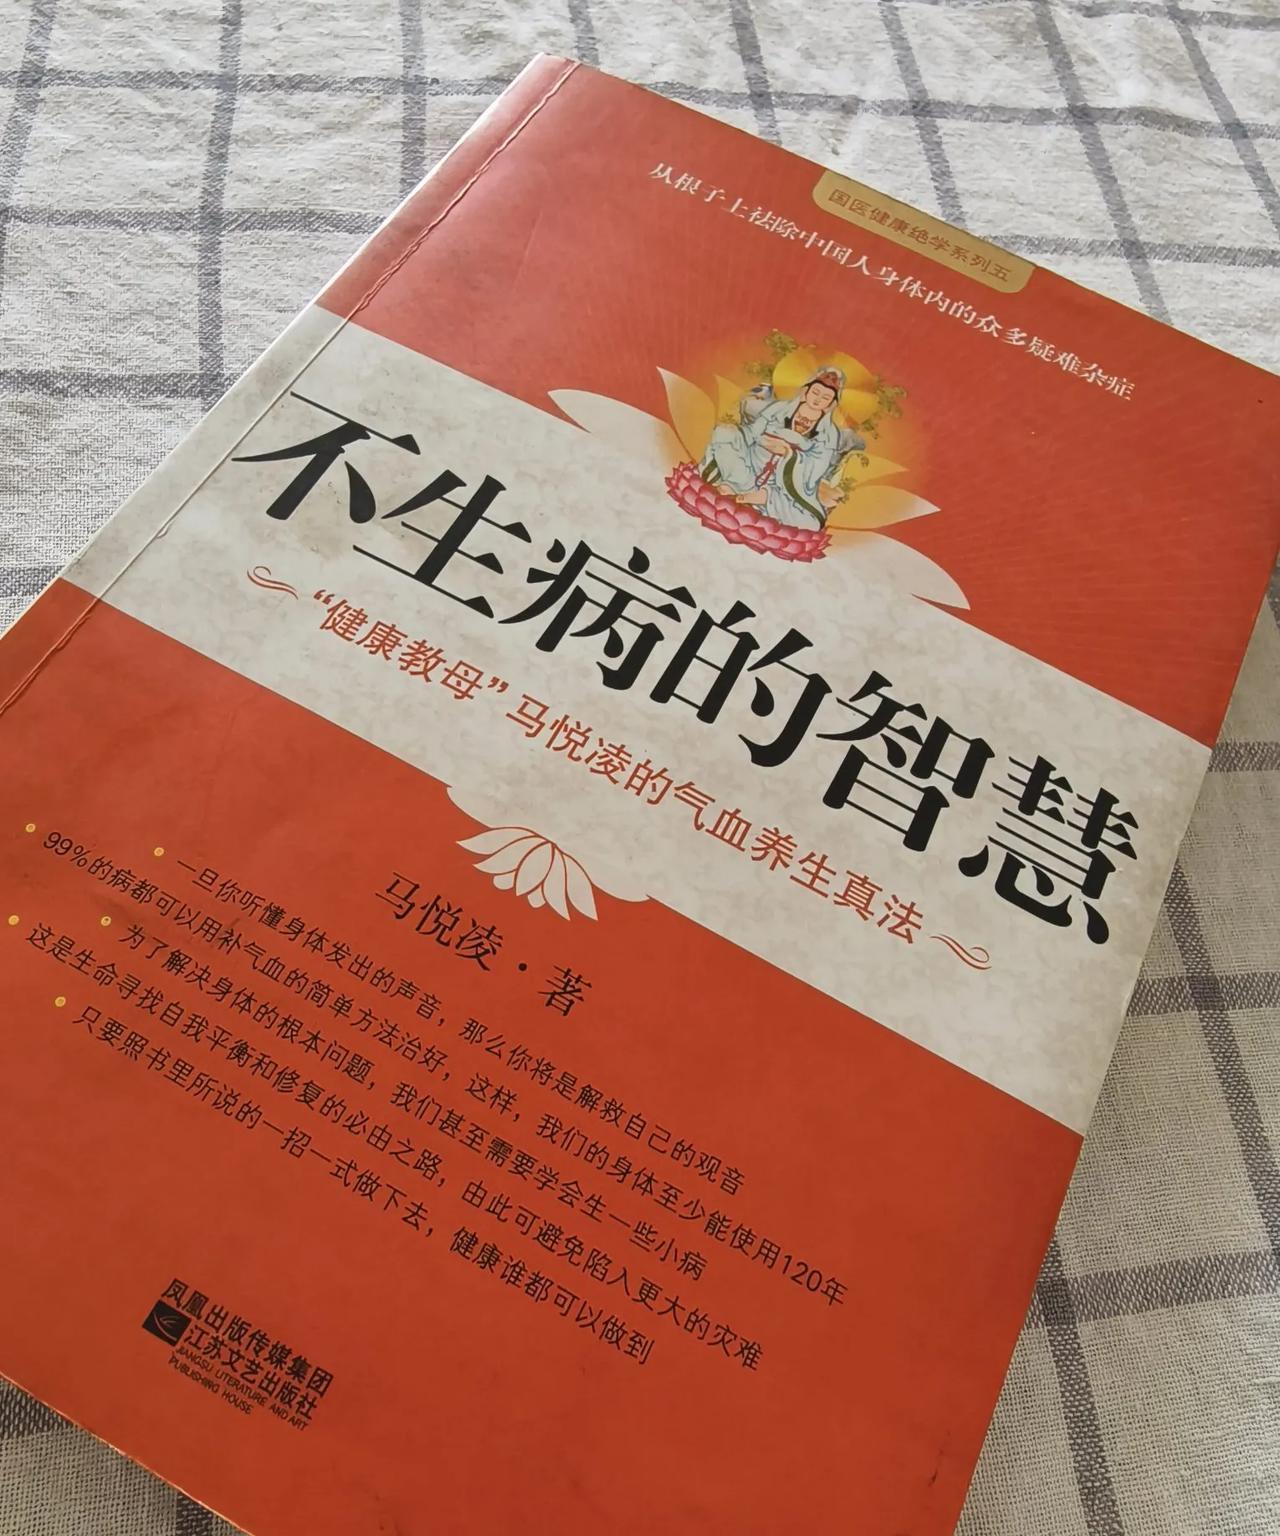 国医健康绝学系列五
从根子上祛除中国人身体内的众多疑难杂症
不生病的智慧
“健康教母”马悦凌的气血养生真法
马悦凌·著
一旦你听懂身体发出的声音，那么你将是解救自己的观音
99%的病都可以用补气血的简单方法治好，这样，我们的身体至少能使用120年
为了解决身体的根本问题，我们甚至需要学会生一些小病
这是生命寻找自我平衡和修复的必由之路，由此可避免陷入更大的灾难
只要照书里所说的一招一式做下去，健康谁都可以做到
凤凰出版传媒集团
江苏文艺出版社
JIANGSU LITERATURE AND ART
PUBLISHING HOUSE